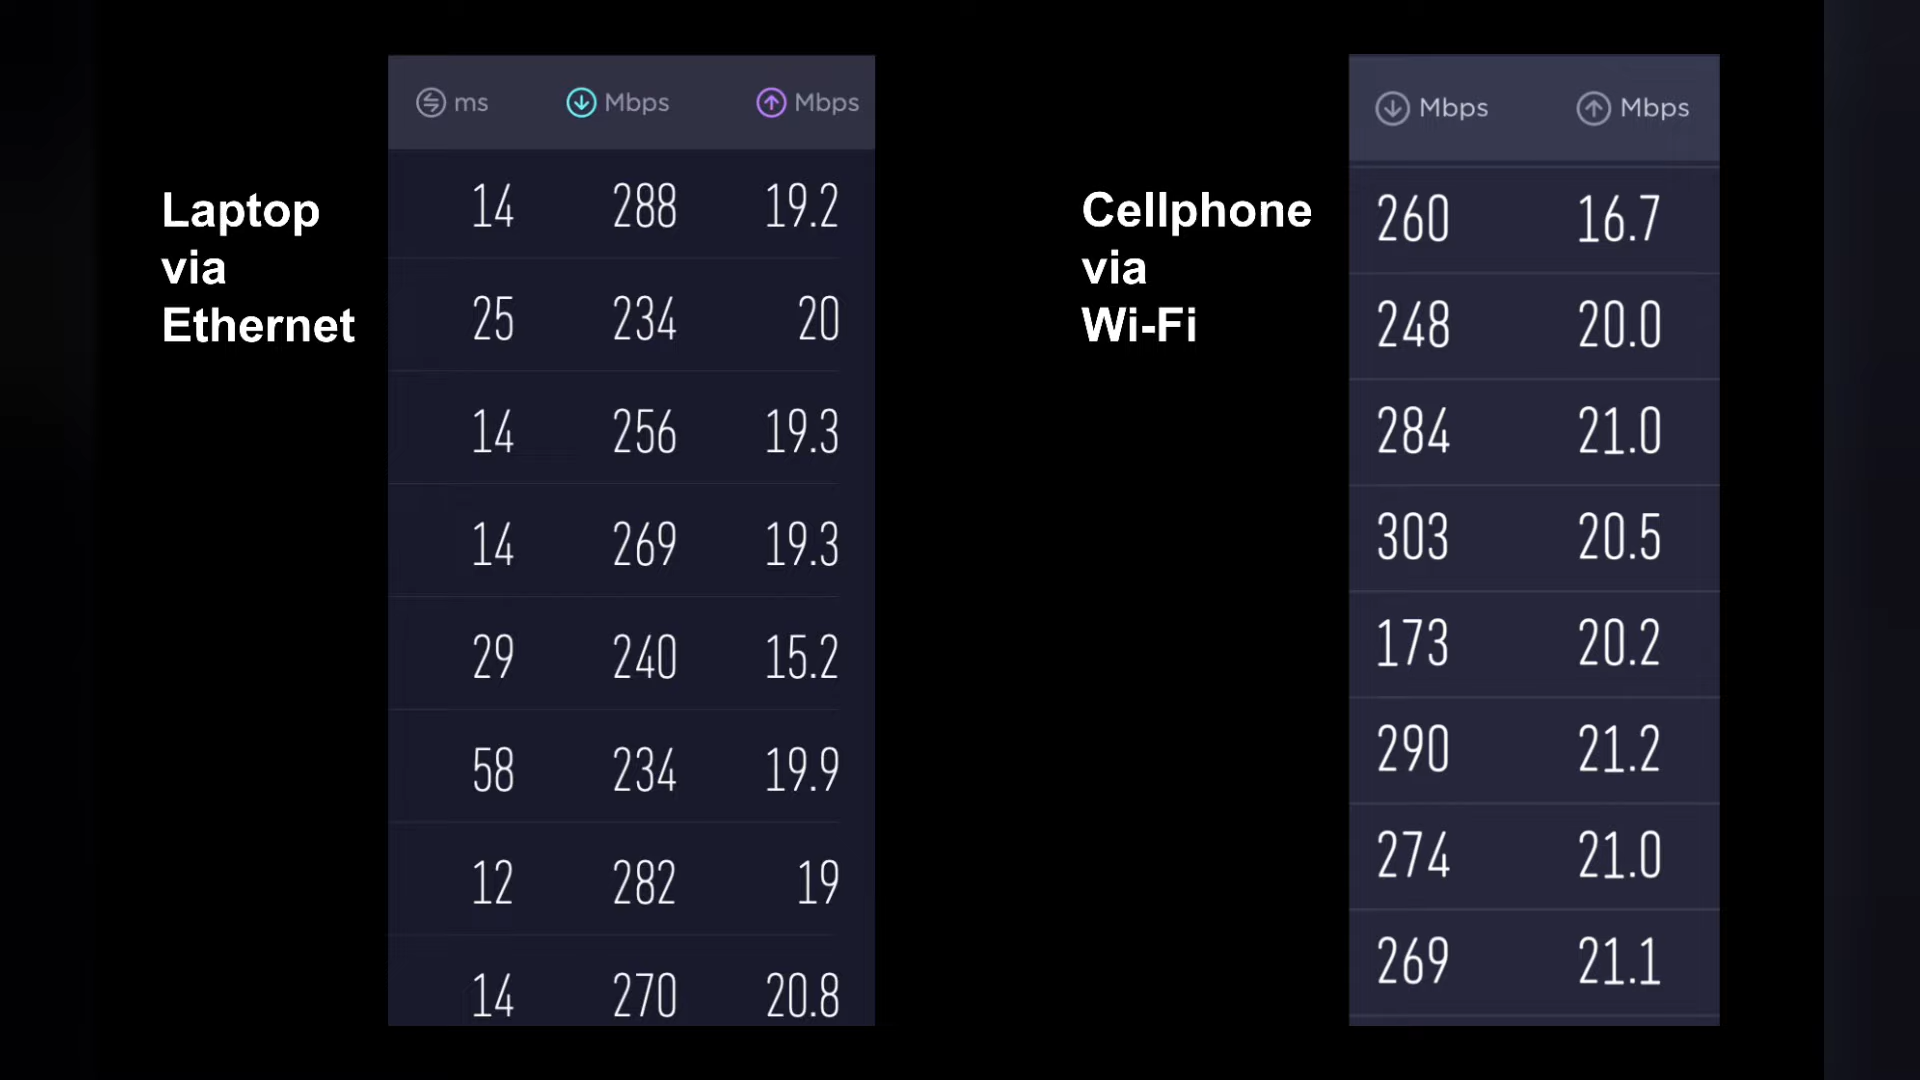 Laptop
via
Ethernet
ms Mbps Mbps
14 288 19.2
25 234 20
14 256 19.3
14 269 19.3
29 240 15.2
58 234 19.9
12 282 19
14 270 20.8
Cellphone
via
Wi-Fi
Mbps Mbps
260 16.7
248 20.0
284 21.0
303 20.5
173 20.2
290 21.2
274 21.0
269 21.1